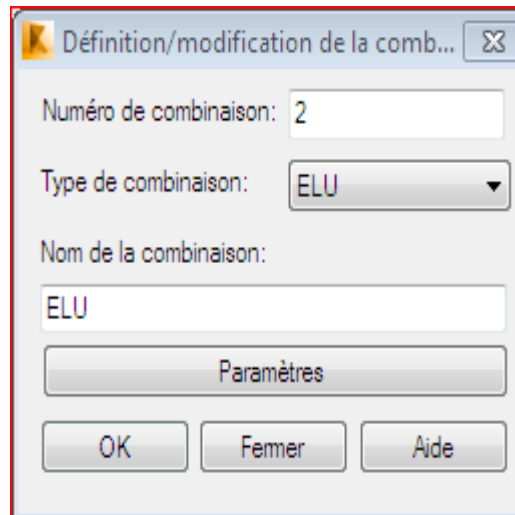 Définition/modification de la comb...
Numéro de combinaison: 2
Type de combinaison: ELU
Nom de la combinaison:
ELU
Paramètres
OK Fermer Aide